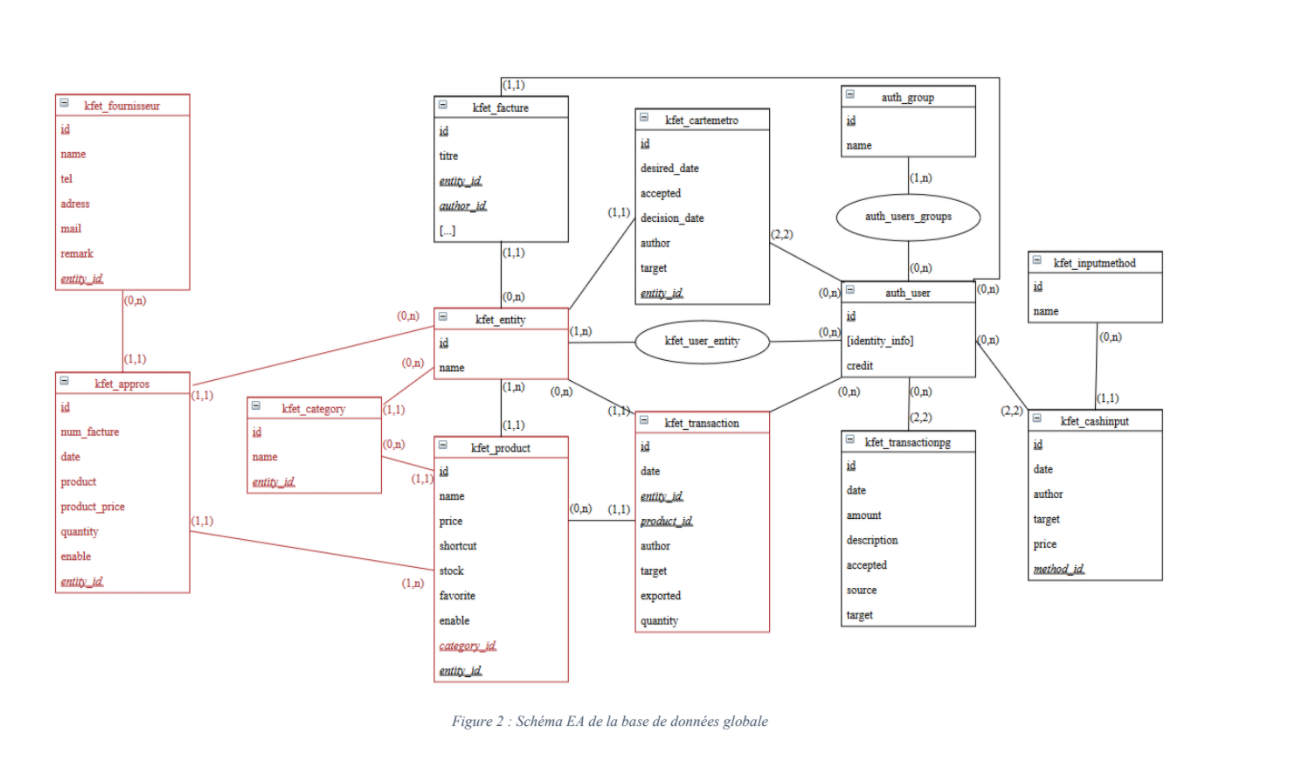 (1,1)
kfet_fournisseur
id
name
tel
adress
mail
remark
entity_id
(0,n)
(1,1)
kfet_appros
id
num_facture
date
product
product_price
quantity
enable
entity_id
(1,1)
(1,1)
kfet_category
id
name
entity_id
(1,1)
(0,n)
(0,n)
(0,n)
kfet_facture
id
titre
entity_id
author_id
[...]
(1,1)
(0,n)
kfet_entity
id
name
(1,n)
(0,n)
(1,n)
(1,1)
kfet_product
id
name
price
shortcut
stock
favorite
enable
category_id
entity_id
(1,1)
(1,n)
(0,n)
(1,1)
kfet_cartemetro
id
desired_date
accepted
decision_date
author
target
entity_id
(1,1)
(2,2)
kfet_user_entity
(0,n)
(0,n)
(1,1)
kfet_transaction
id
date
entity_id
product_id
author
target
exported
quantity
auth_group
id
name
(1,n)
auth_users_groups
(0,n)
auth_user
id
[identity_info]
credit
(0,n)
(0,n)
(0,n)
(0,n)
(2,2)
kfet_transactionpg
id
date
amount
description
accepted
source
target
kfet_inputmethod
id
name
(0,n)
(1,1)
(2,2)
kfet_cashinput
id
date
author
target
price
method_id
Figure 2 : Schéma EA de la base de données globale